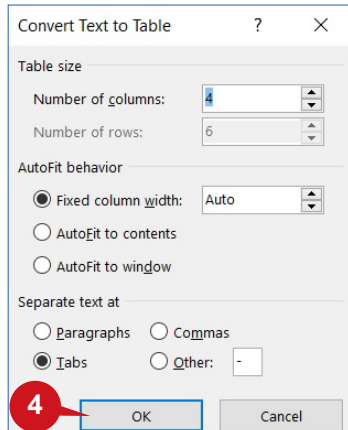 Convert Text to Table ? ×
Table size
Number of columns: 4
Number of rows: 6
AutoFit behavior
Fixed column width: Auto
AutoFit to contents
AutoFit to window
Separate text at
Paragraphs Commas
Tabs Other: -
4 OK Cancel